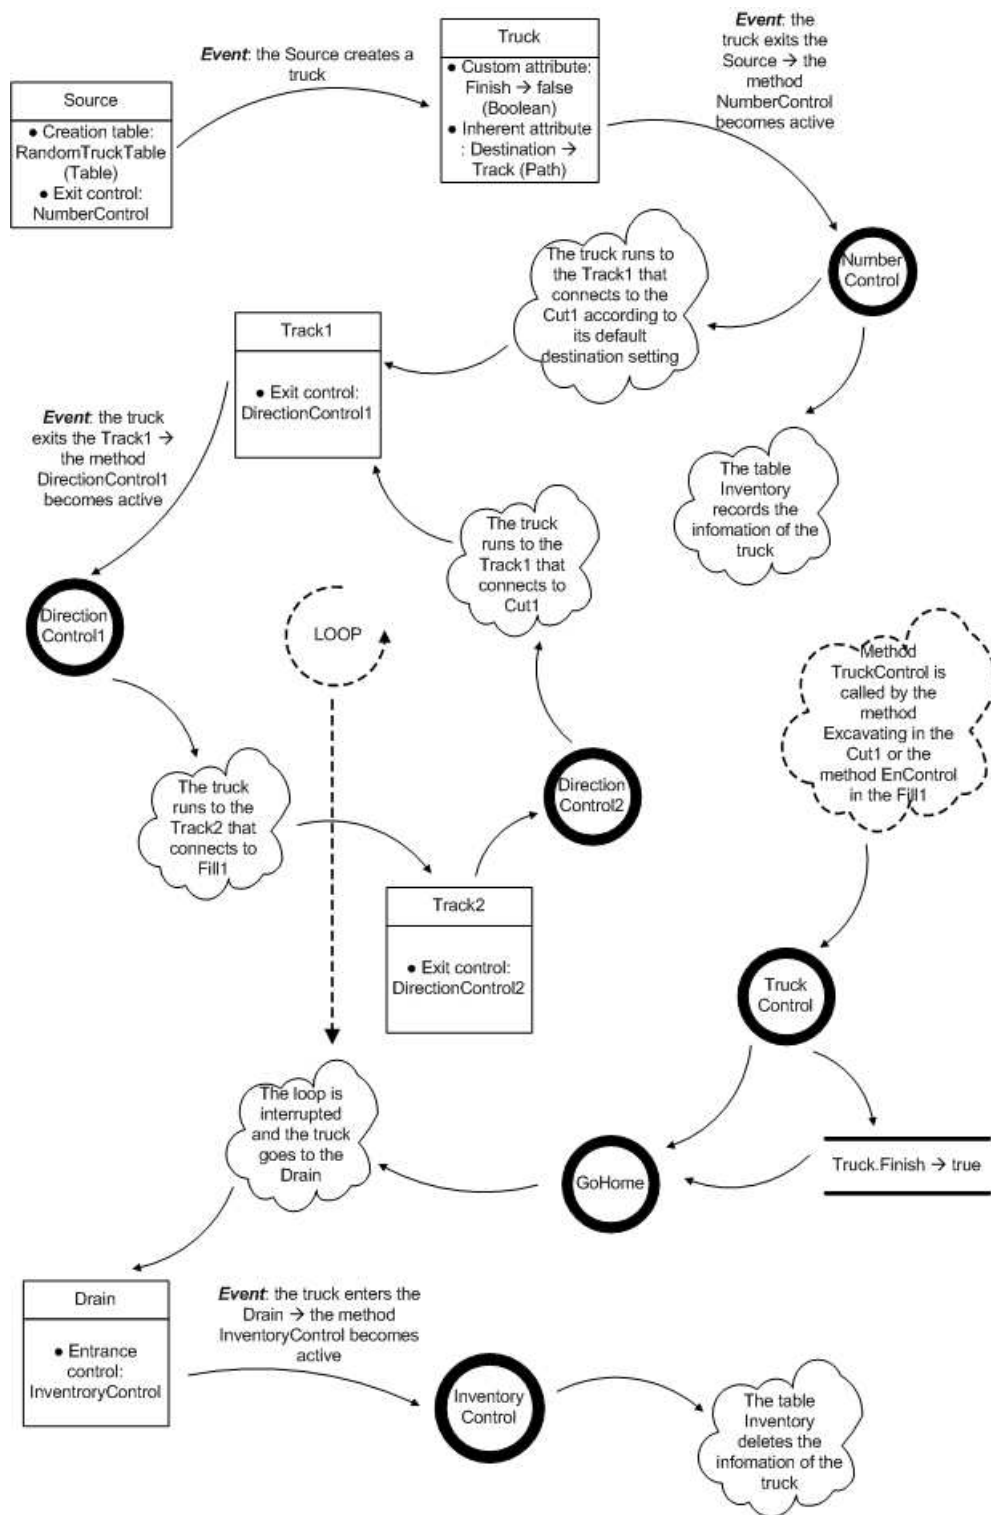 Event: the Source creates a
truck
Truck
● Custom attribute:
Finish → false
(Boolean)
● Inherent attribute
: Destination →
Track (Path)
Event: the
truck exits the
Source → the
method
NumberControl
becomes active
Source
● Creation table:
RandomTruckTable
(Table)
● Exit control:
NumberControl
Number
Control
The truck runs to
the Track1 that
connects to the
Cut1 according to
its default
destination setting
Track1
● Exit control:
DirectionControl1
Event: the truck
exits the Track1 →
the method
DirectionControl1
becomes active
The table
Inventory
records the
infomation of the
truck
The truck
runs to the
Track1 that
connects to
Cut1
Direction
Control1
LOOP
Method
TruckControl is
called by the
method
Excavating in the
Cut1 or the
method EnControl
in the Fill1
The truck
runs to the
Track2 that
connects to
Fill1
Direction
Control2
Track2
● Exit control:
DirectionControl2
Truck
Control
The loop is
interrupted
and the truck
goes to the
Drain
GoHome
Truck.Finish → true
Drain
● Entrance
control:
InventroryControl
Event: the truck enters the
Drain → the method
InventoryControl becomes
active
Inventory
Control
The table
Inventory
deletes the
infomation of the
truck